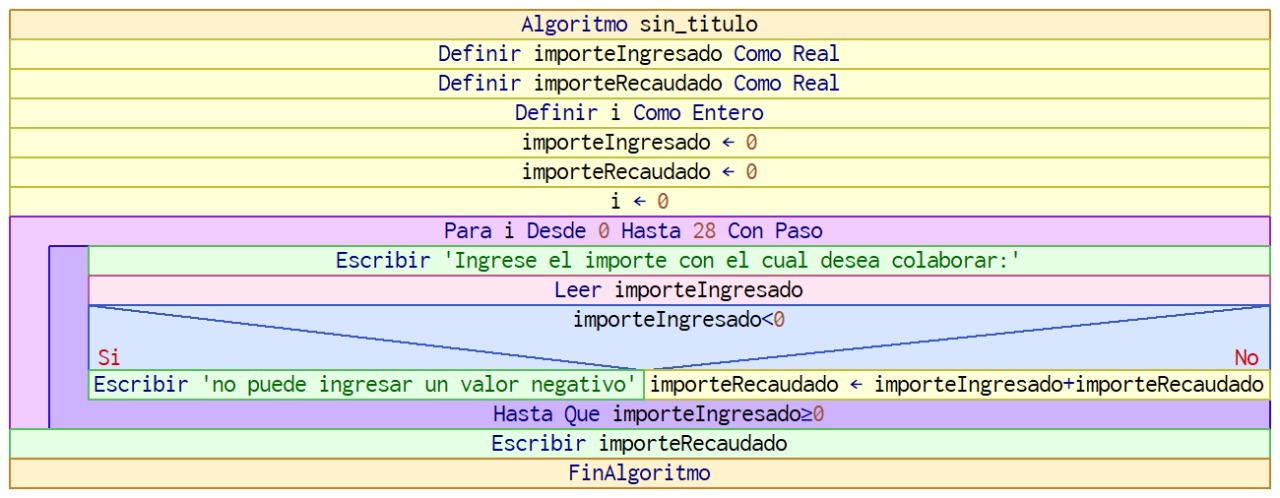 Algoritmo sin_titulo
Definir importeIngresado Como Real
Definir importeRecaudado Como Real
Definir i Como Entero
importeIngresado ← 0
importeRecaudado ← 0
i ← 0
Para i Desde 0 Hasta 28 Con Paso
Escribir 'Ingrese el importe con el cual desea colaborar:'
Leer importeIngresado
importeIngresado<0
Si No
Escribir 'no puede ingresar un valor negativo' importeRecaudado ← importeIngresado+importeRecaudado
Hasta Que importeIngresado≥0
Escribir importeRecaudado
FinAlgoritmo